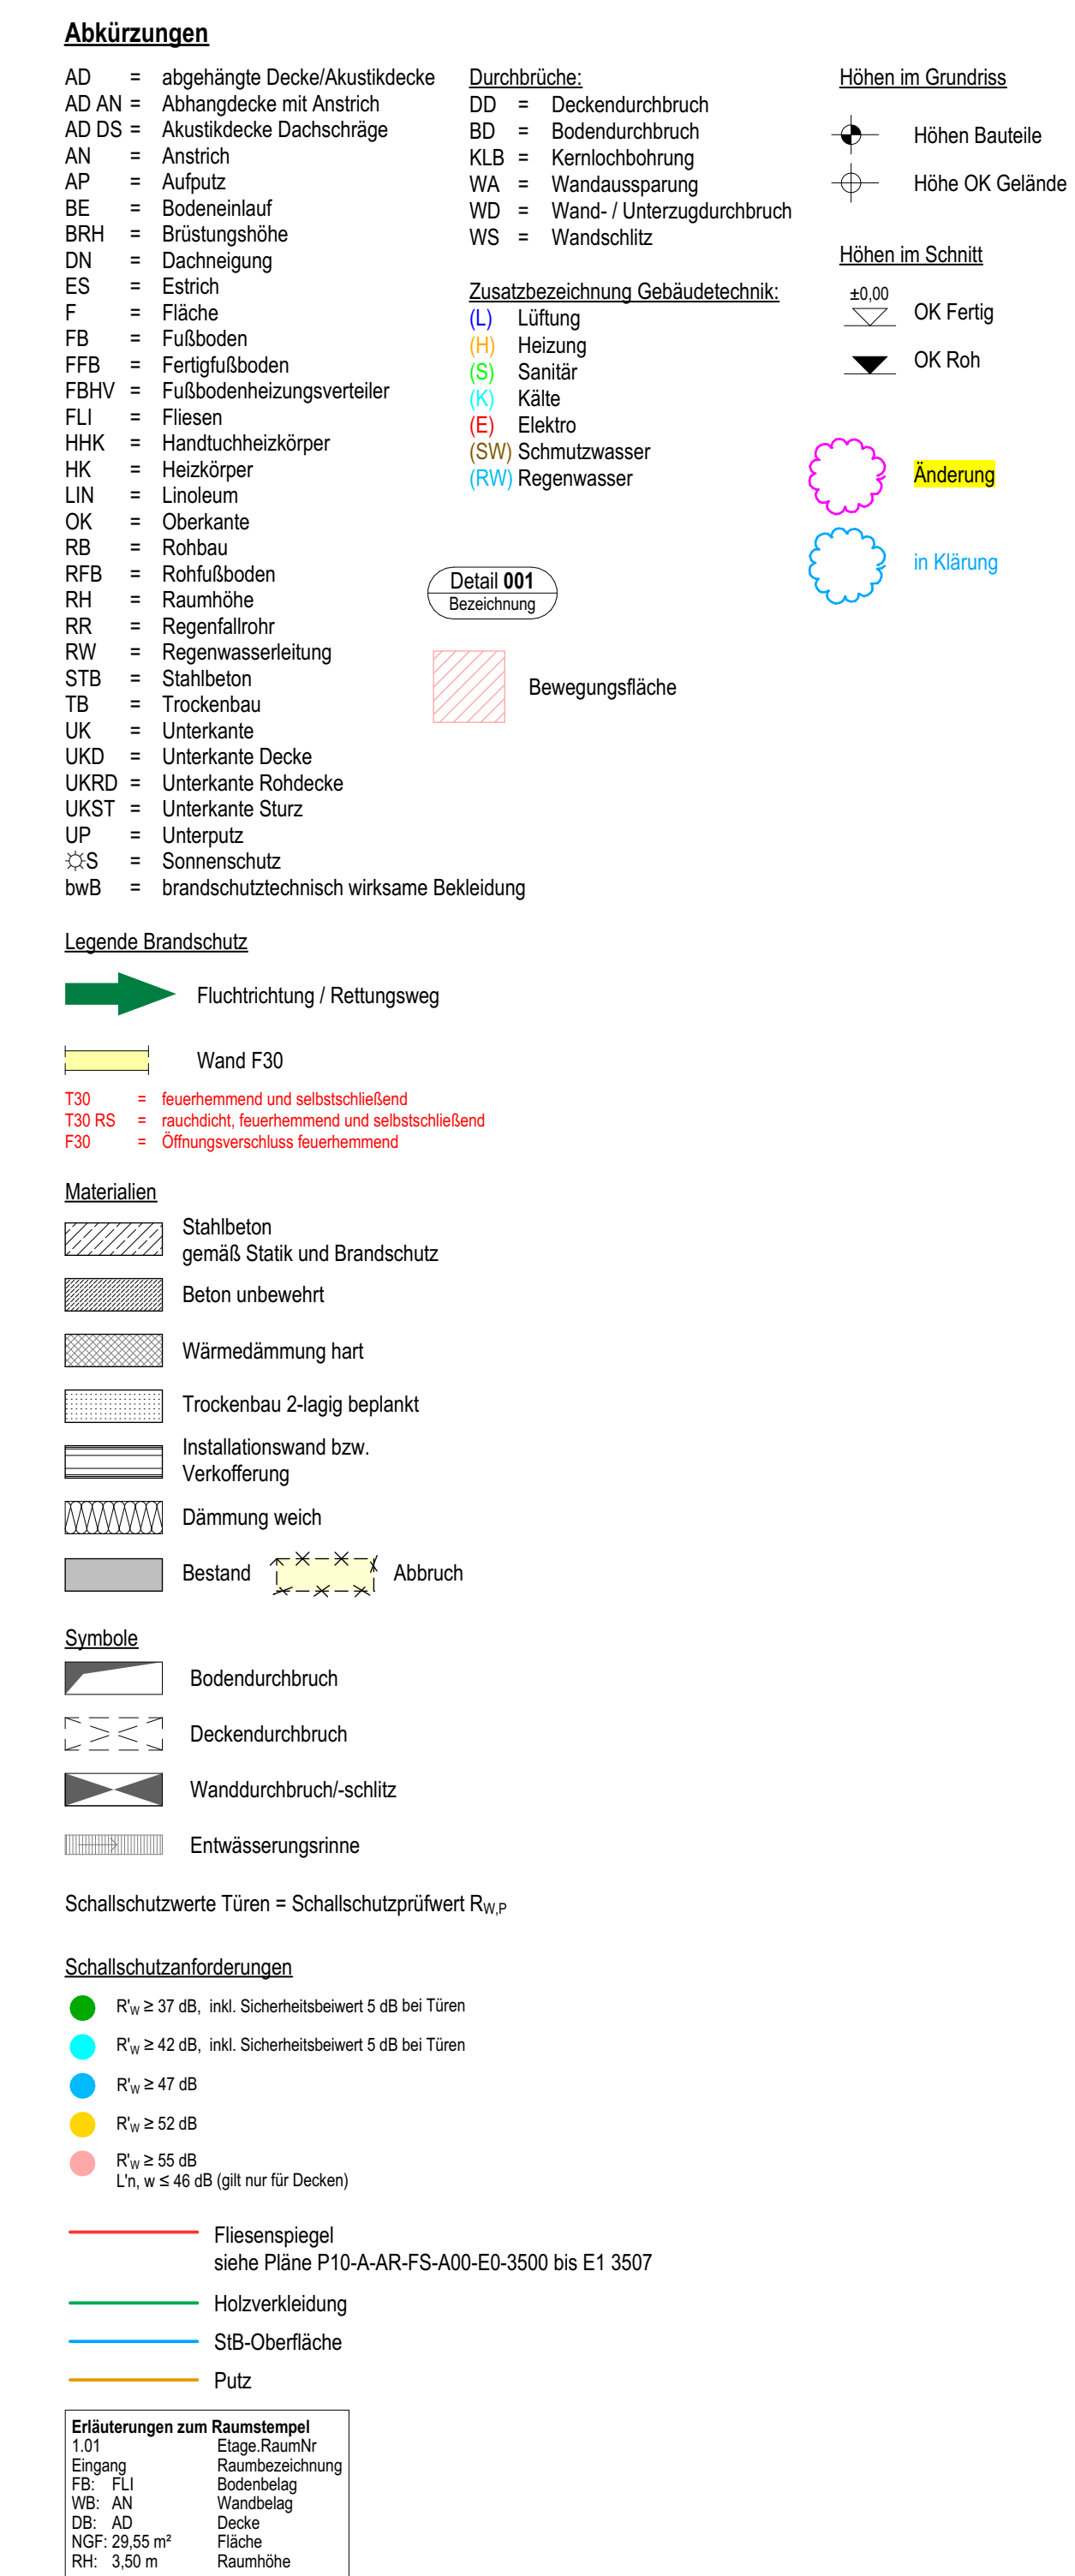 Abkürzungen
AD = abgehängte Decke/Akustikdecke
AD AN = Abhangdecke mit Anstrich
AD DS = Akustikdecke Dachschräge
AN = Anstrich
AP = Aufputz
BE = Bodeneinlauf
BRH = Brüstungshöhe
DN = Dachneigung
ES = Estrich
F = Fläche
FB = Fußboden
FFB = Fertigfußboden
FBHV = Fußbodenheizungsverteiler
FLI = Fliesen
HHK = Handtuchheizkörper
HK = Heizkörper
LIN = Linoleum
OK = Oberkante
RB = Rohbau
RFB = Rohfußboden
RH = Raumhöhe
RR = Regenfallrohr
RW = Regenwasserleitung
STB = Stahlbeton
TB = Trockenbau
UK = Unterkante
UKD = Unterkante Decke
UKRD = Unterkante Rohdecke
UKST = Unterkante Sturz
UP = Unterputz
☼S = Sonnenschutz
bwB = brandschutztechnisch wirksame Bekleidung
Durchbrüche:
DD = Deckendurchbruch
BD = Bodendurchbruch
KLB = Kernlochbohrung
WA = Wandaussparung
WD = Wand- / Unterzugdurchbruch
WS = Wandschlitz
Zusatzbezeichnung Gebäudetechnik:
(L) Lüftung
(H) Heizung
(S) Sanitär
(K) Kälte
(E) Elektro
(SW) Schmutzwasser
(RW) Regenwasser
Detail 001
Bezeichnung
Bewegungsfläche
Höhen im Grundriss
Höhen Bauteile
Höhe OK Gelände
Höhen im Schnitt
±0,00
OK Fertig
OK Roh
Änderung
in Klärung
Legende Brandschutz
Fluchtrichtung / Rettungsweg
Wand F30
T30 = feuerhemmend und selbstschließend
T30 RS = rauchdicht, feuerhemmend und selbstschließend
F30 = Öffnungsverschluss feuerhemmend
Materialien
Stahlbeton
gemäß Statik und Brandschutz
Beton unbewehrt
Wärmedämmung hart
Trockenbau 2-lagig beplankt
Installationswand bzw.
Verkofferung
Dämmung weich
Bestand Abbruch
Symbole
Bodendurchbruch
Deckendurchbruch
Wanddurchbruch/-schlitz
Entwässerungsrinne
Schallschutzwerte Türen = Schallschutzprüfwert RW,P
Schallschutzanforderungen
R'W ≥ 37 dB, inkl. Sicherheitsbeiwert 5 dB bei Türen
R'W ≥ 42 dB, inkl. Sicherheitsbeiwert 5 dB bei Türen
R'W ≥ 47 dB
R'W ≥ 52 dB
R'W ≥ 55 dB
L'n, w ≤ 46 dB (gilt nur für Decken)
Fliesenspiegel
siehe Pläne P10-A-AR-FS-A00-E0-3500 bis E1 3507
Holzverkleidung
StB-Oberfläche
Putz
Erläuterungen zum Raumstempel
1.01 Etage.RaumNr
Eingang Raumbezeichnung
FB: FLI Bodenbelag
WB: AN Wandbelag
DB: AD Decke
NGF: 29,55 m² Fläche
RH: 3,50 m Raumhöhe